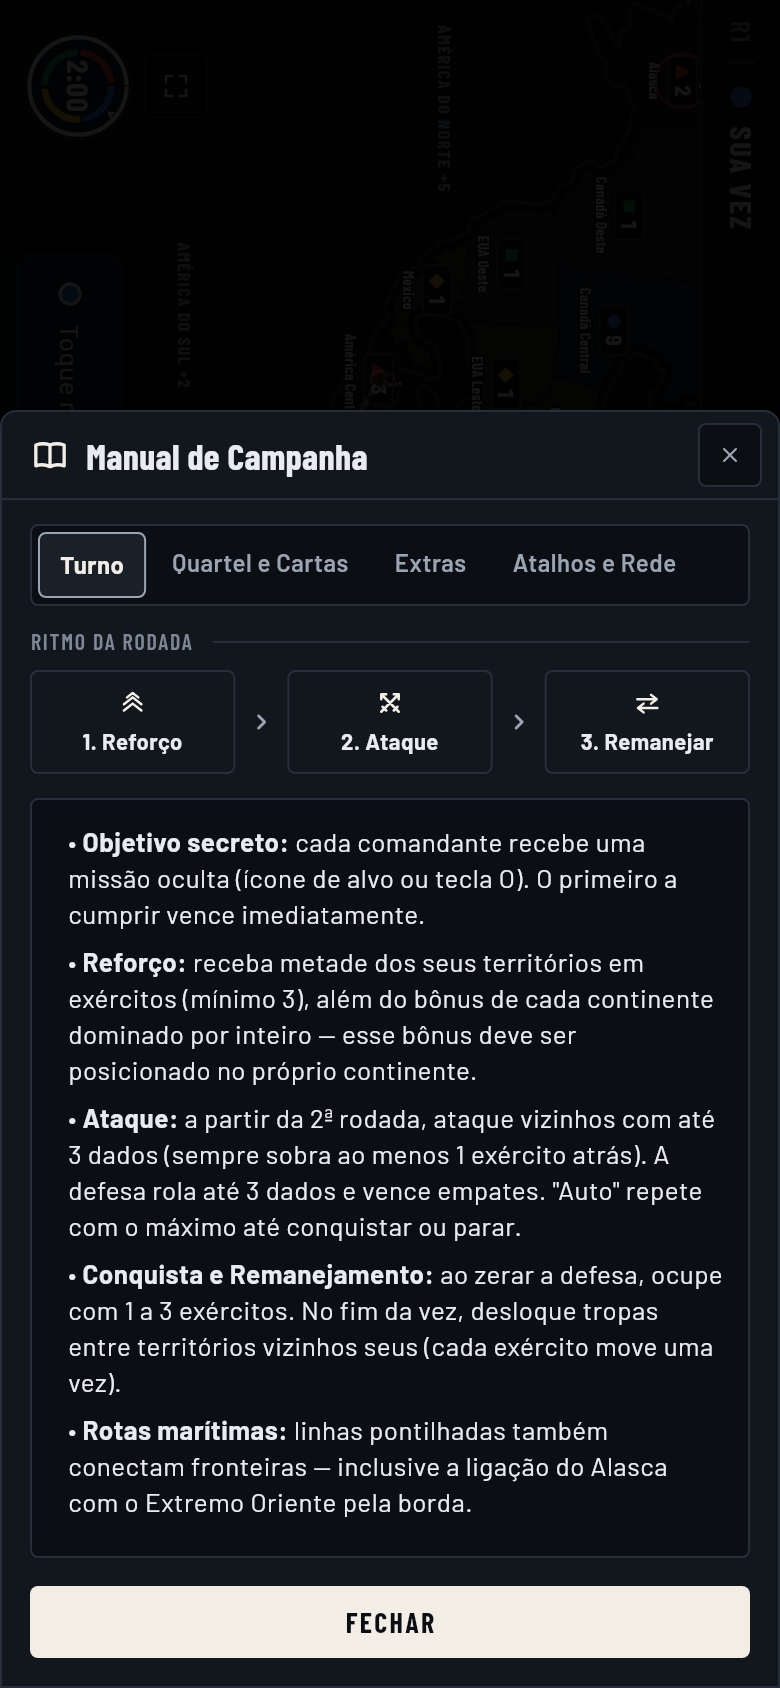 R1
SUA VEZ
2:00
AMÉRICA DO NORTE +5
AMÉRICA DO SUL +2
Alasca
2
Canadá Oeste
1
EUA Oeste
1
México
1
Canadá Central
9
América Cent
3
EUA Leste
1
Toque
Manual de Campanha
Turno
Quartel e Cartas
Extras
Atalhos e Rede
RITMO DA RODADA
1. Reforço
2. Ataque
3. Remanejar
• Objetivo secreto: cada comandante recebe uma
missão oculta (ícone de alvo ou tecla O). O primeiro a
cumprir vence imediatamente.
• Reforço: receba metade dos seus territórios em
exércitos (mínimo 3), além do bônus de cada continente
dominado por inteiro — esse bônus deve ser
posicionado no próprio continente.
• Ataque: a partir da 2ª rodada, ataque vizinhos com até
3 dados (sempre sobra ao menos 1 exército atrás). A
defesa rola até 3 dados e vence empates. "Auto" repete
com o máximo até conquistar ou parar.
• Conquista e Remanejamento: ao zerar a defesa, ocupe
com 1 a 3 exércitos. No fim da vez, desloque tropas
entre territórios vizinhos seus (cada exército move uma
vez).
• Rotas marítimas: linhas pontilhadas também
conectam fronteiras — inclusive a ligação do Alasca
com o Extremo Oriente pela borda.
FECHAR